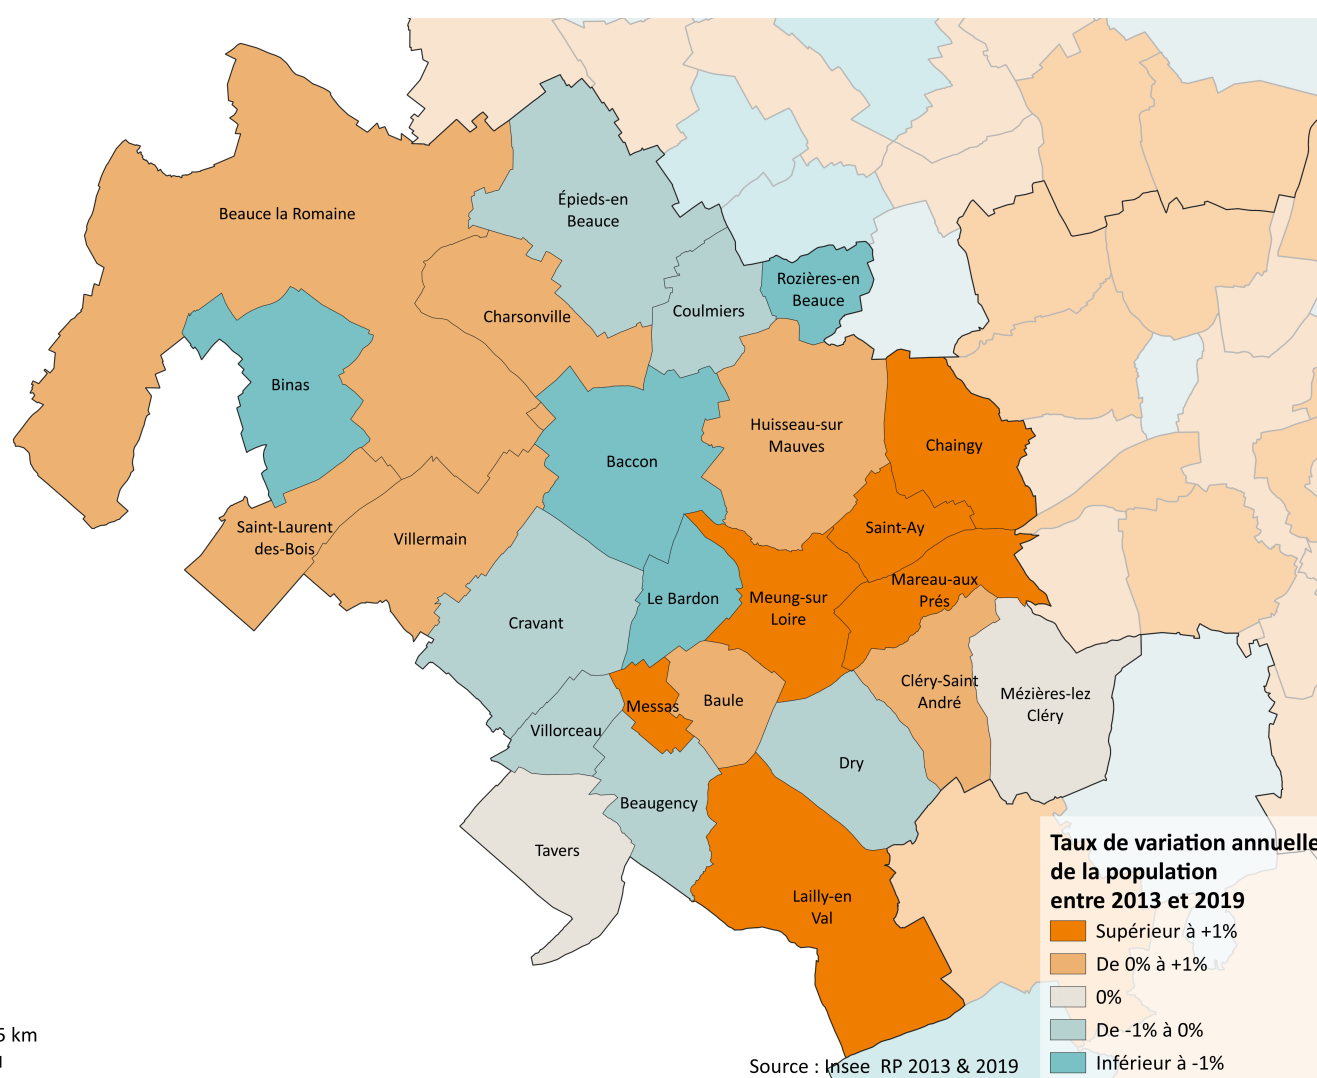 Beauce la Romaine
Épieds-en
Beauce
Rozières-en
Beauce
Coulmiers
Charsonville
Binas
Huisseau-sur
Mauves
Chaingy
Baccon
Saint-Laurent
des-Bois
Villermain
Saint-Ay
Mareau-aux
Prés
Le Bardon
Meung-sur
Loire
Cravant
Cléry-Saint
André
Mézières-lez
Cléry
Messas
Baule
Villorceau
Dry
Beaugency
Tavers
Lailly-en
Val
Taux de variation annuelle
de la population
entre 2013 et 2019
Supérieur à +1%
De 0% à +1%
0%
De -1% à 0%
Inférieur à -1%
5 km
Source : Insee RP 2013 & 2019